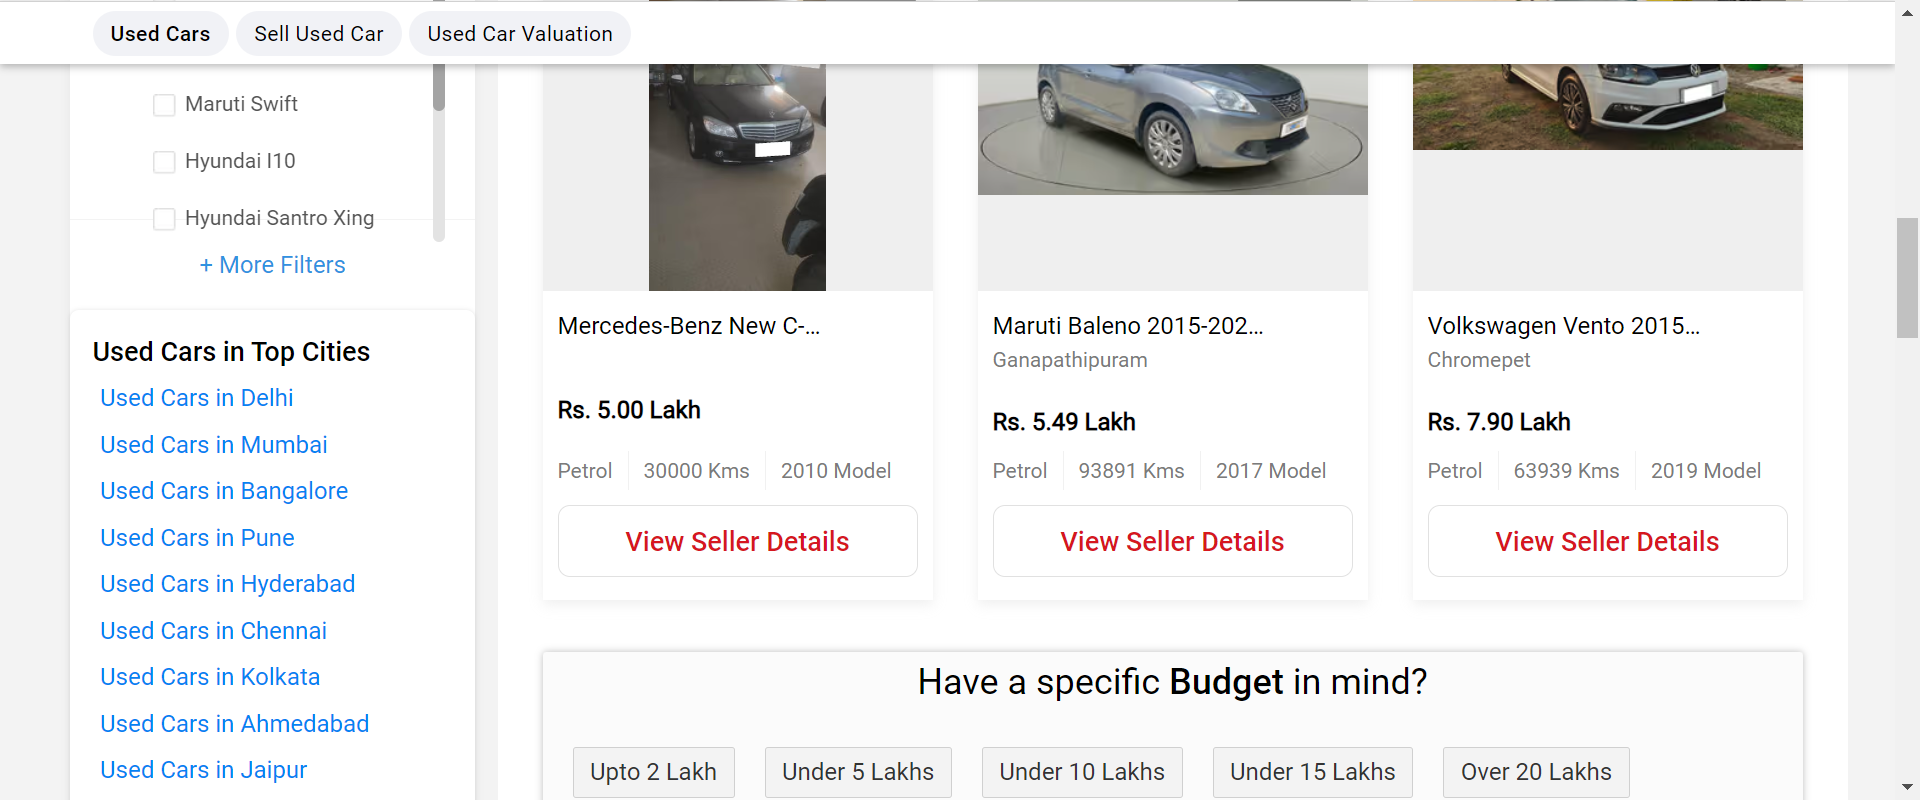 Used Cars
Sell Used Car
Used Car Valuation
Maruti Swift
Hyundai I10
Hyundai Santro Xing
+ More Filters
Used Cars in Top Cities
Used Cars in Delhi
Used Cars in Mumbai
Used Cars in Bangalore
Used Cars in Pune
Used Cars in Hyderabad
Used Cars in Chennai
Used Cars in Kolkata
Used Cars in Ahmedabad
Used Cars in Jaipur
Mercedes-Benz New C-...
Rs. 5.00 Lakh
Petrol 30000 Kms 2010 Model
View Seller Details
Maruti Baleno 2015-202...
Ganapathipuram
Rs. 5.49 Lakh
Petrol 93891 Kms 2017 Model
View Seller Details
Volkswagen Vento 2015...
Chromepet
Rs. 7.90 Lakh
Petrol 63939 Kms 2019 Model
View Seller Details
Have a specific Budget in mind?
Upto 2 Lakh
Under 5 Lakhs
Under 10 Lakhs
Under 15 Lakhs
Over 20 Lakhs